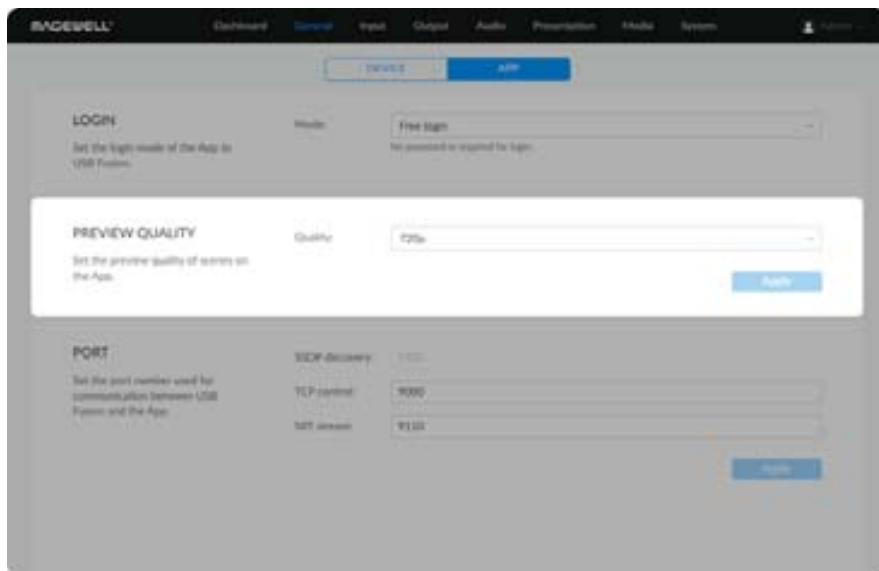 MAGEWELL
Dashboard General Input Output Audio Presentation Media System Admin
DEVICE APP
LOGIN
Mode: Free login
Set the login mode of the App to
USB Fusion.
No password is required for login.
PREVIEW QUALITY
Quality: 720p
Set the preview quality of scenes on
the App.
Apply
PORT
SSDP discovery:
Set the port number used for
communication between USB
Fusion and the App.
TCP control: 9000
stream: 9110
Apply